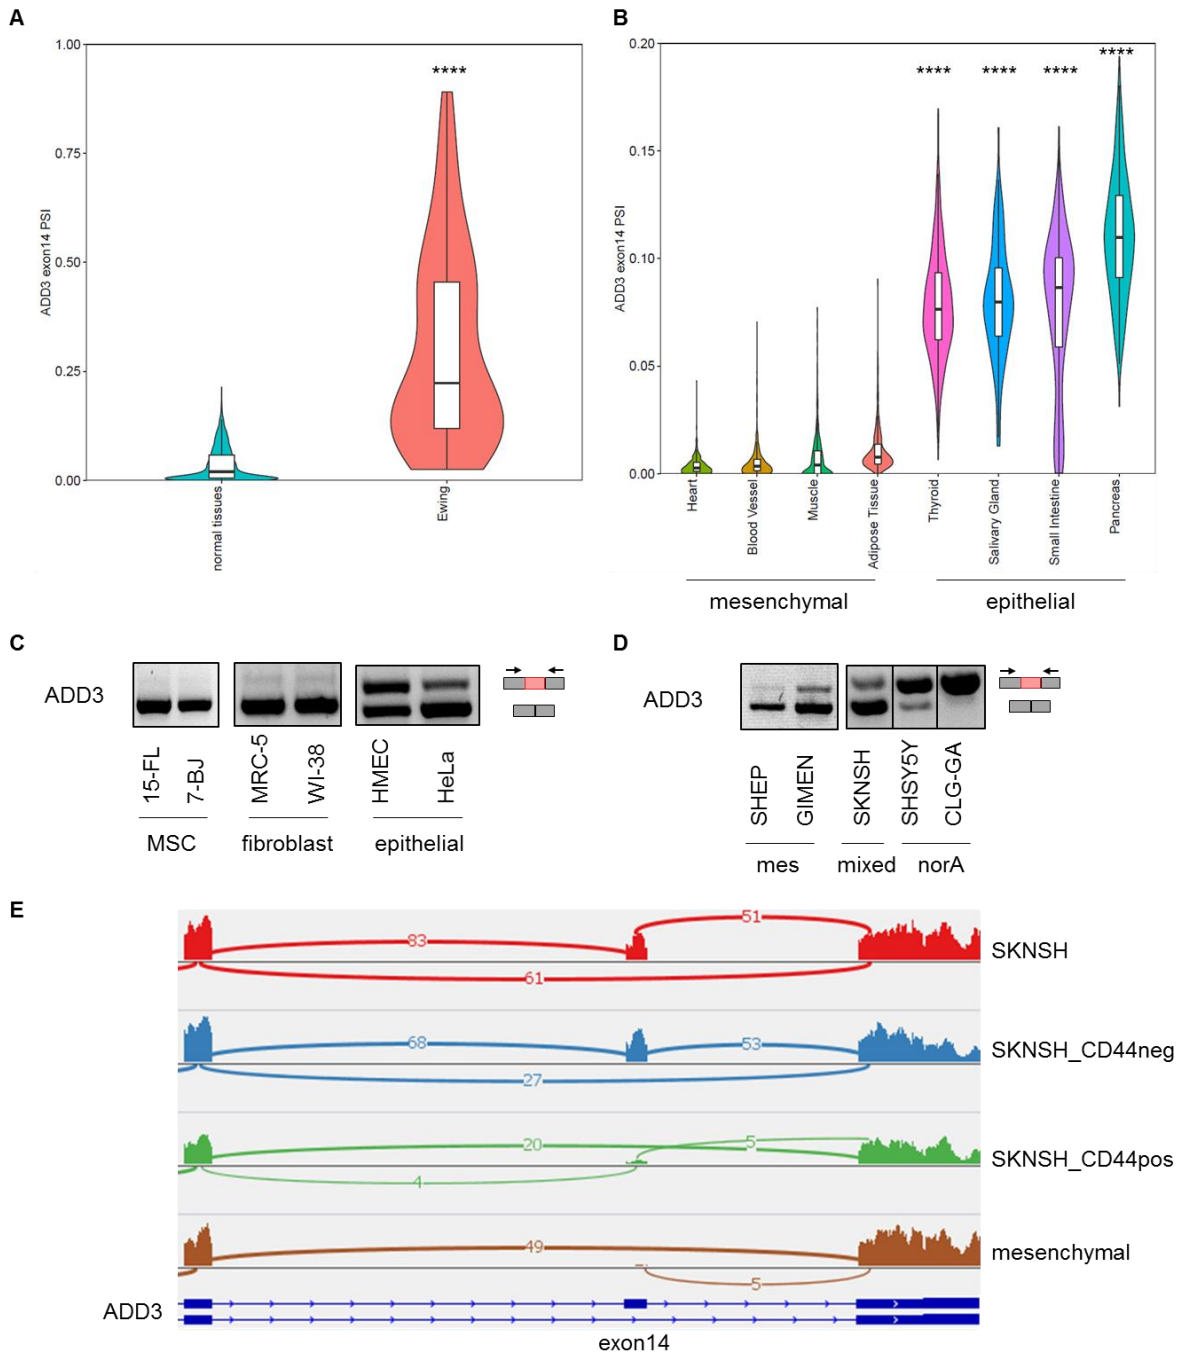 A
1.00
0.75
0.50
0.25
0.00
ADD3 exon14 PSI
****
normal tissues
Ewing
B
0.20
0.15
0.10
0.05
0.00
ADD3 exon14 PSI
****
****
****
****
Heart
Blood Vessel
Muscle
Adipose Tissue
Thyroid
Salivary Gland
Small Intestine
Pancreas
mesenchymal
epithelial
C
ADD3
15-FL
7-BJ
MRC-5
WI-38
HMEC
HeLa
MSC
fibroblast
epithelial
D
ADD3
SHEP
GIMEN
SKNSH
SHSY5Y
CLG-GA
mes
mixed
norA
E
51
83
61
SKNSH
68
53
27
SKNSH_CD44neg
20
5
4
SKNSH_CD44pos
49
5
mesenchymal
ADD3
exon14